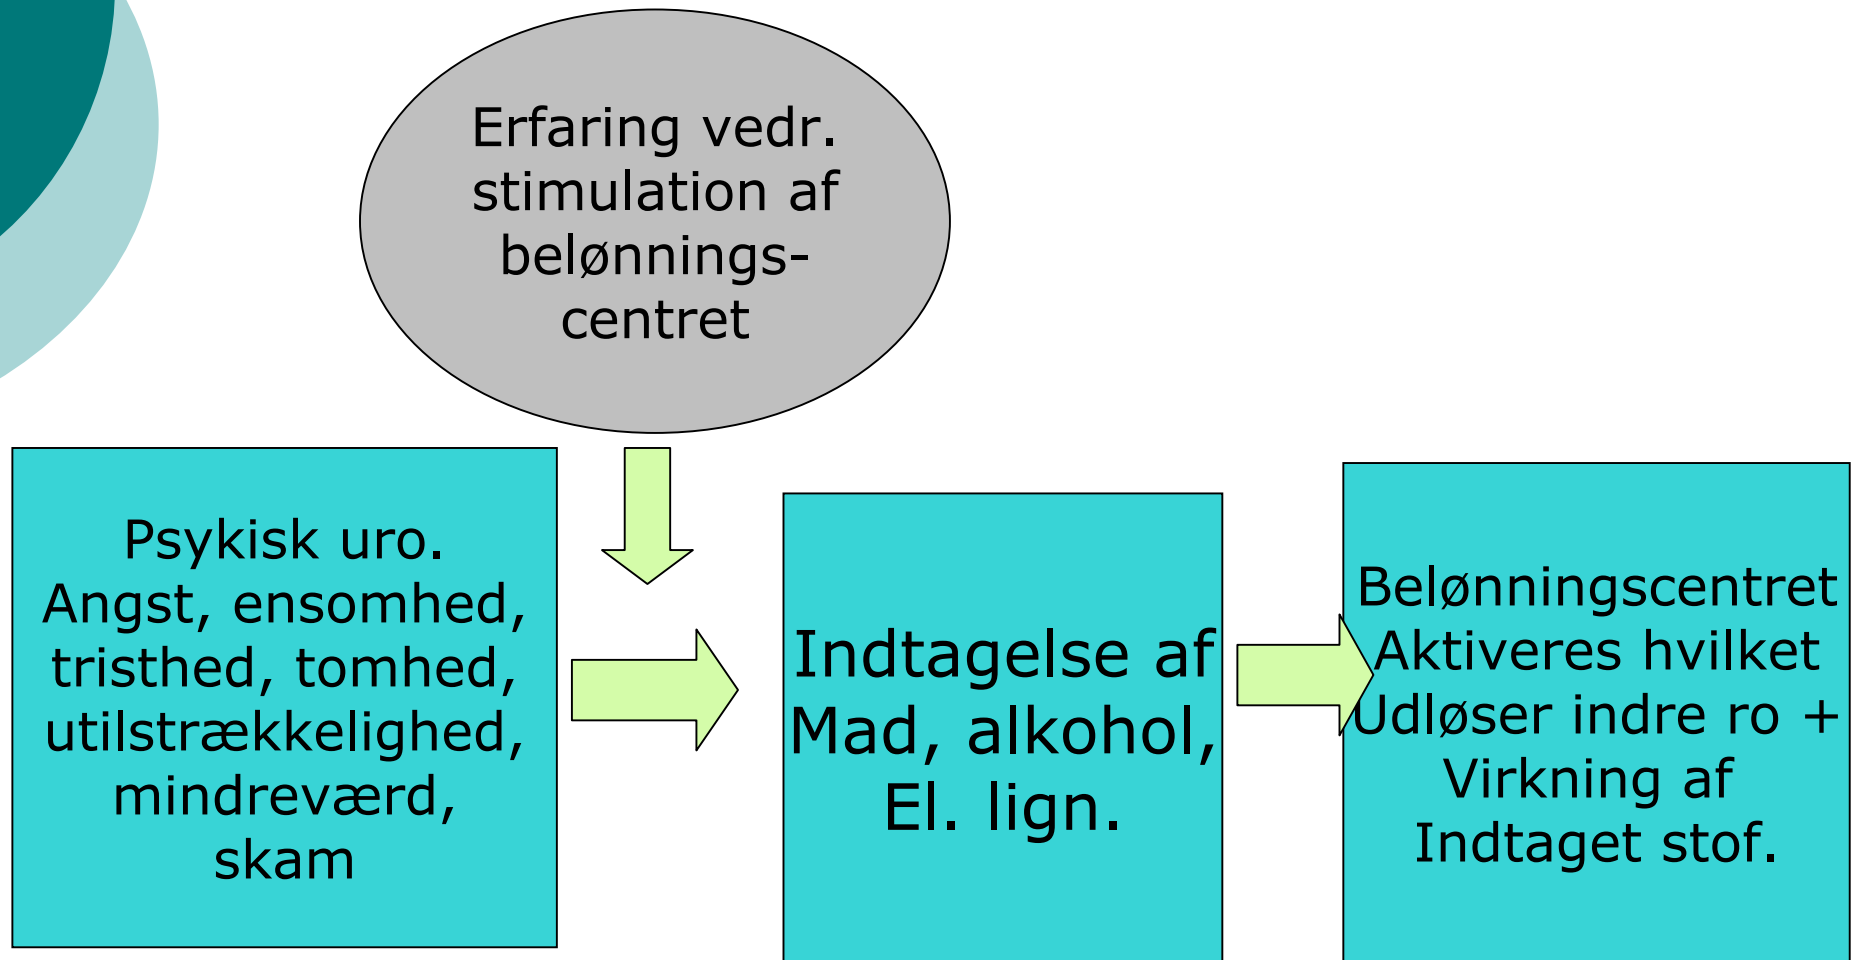 Erfaring vedr.
stimulation af
belønnings-
centret
Psykisk uro.
Angst, ensomhed,
tristhed, tomhed,
utilstrækkelighed,
mindreværd,
skam
Indtagelse af
Mad, alkohol,
El. lign.
Belønningscentret
Aktiveres hvilket
Udløser indre ro +
Virkning af
Indtaget stof.